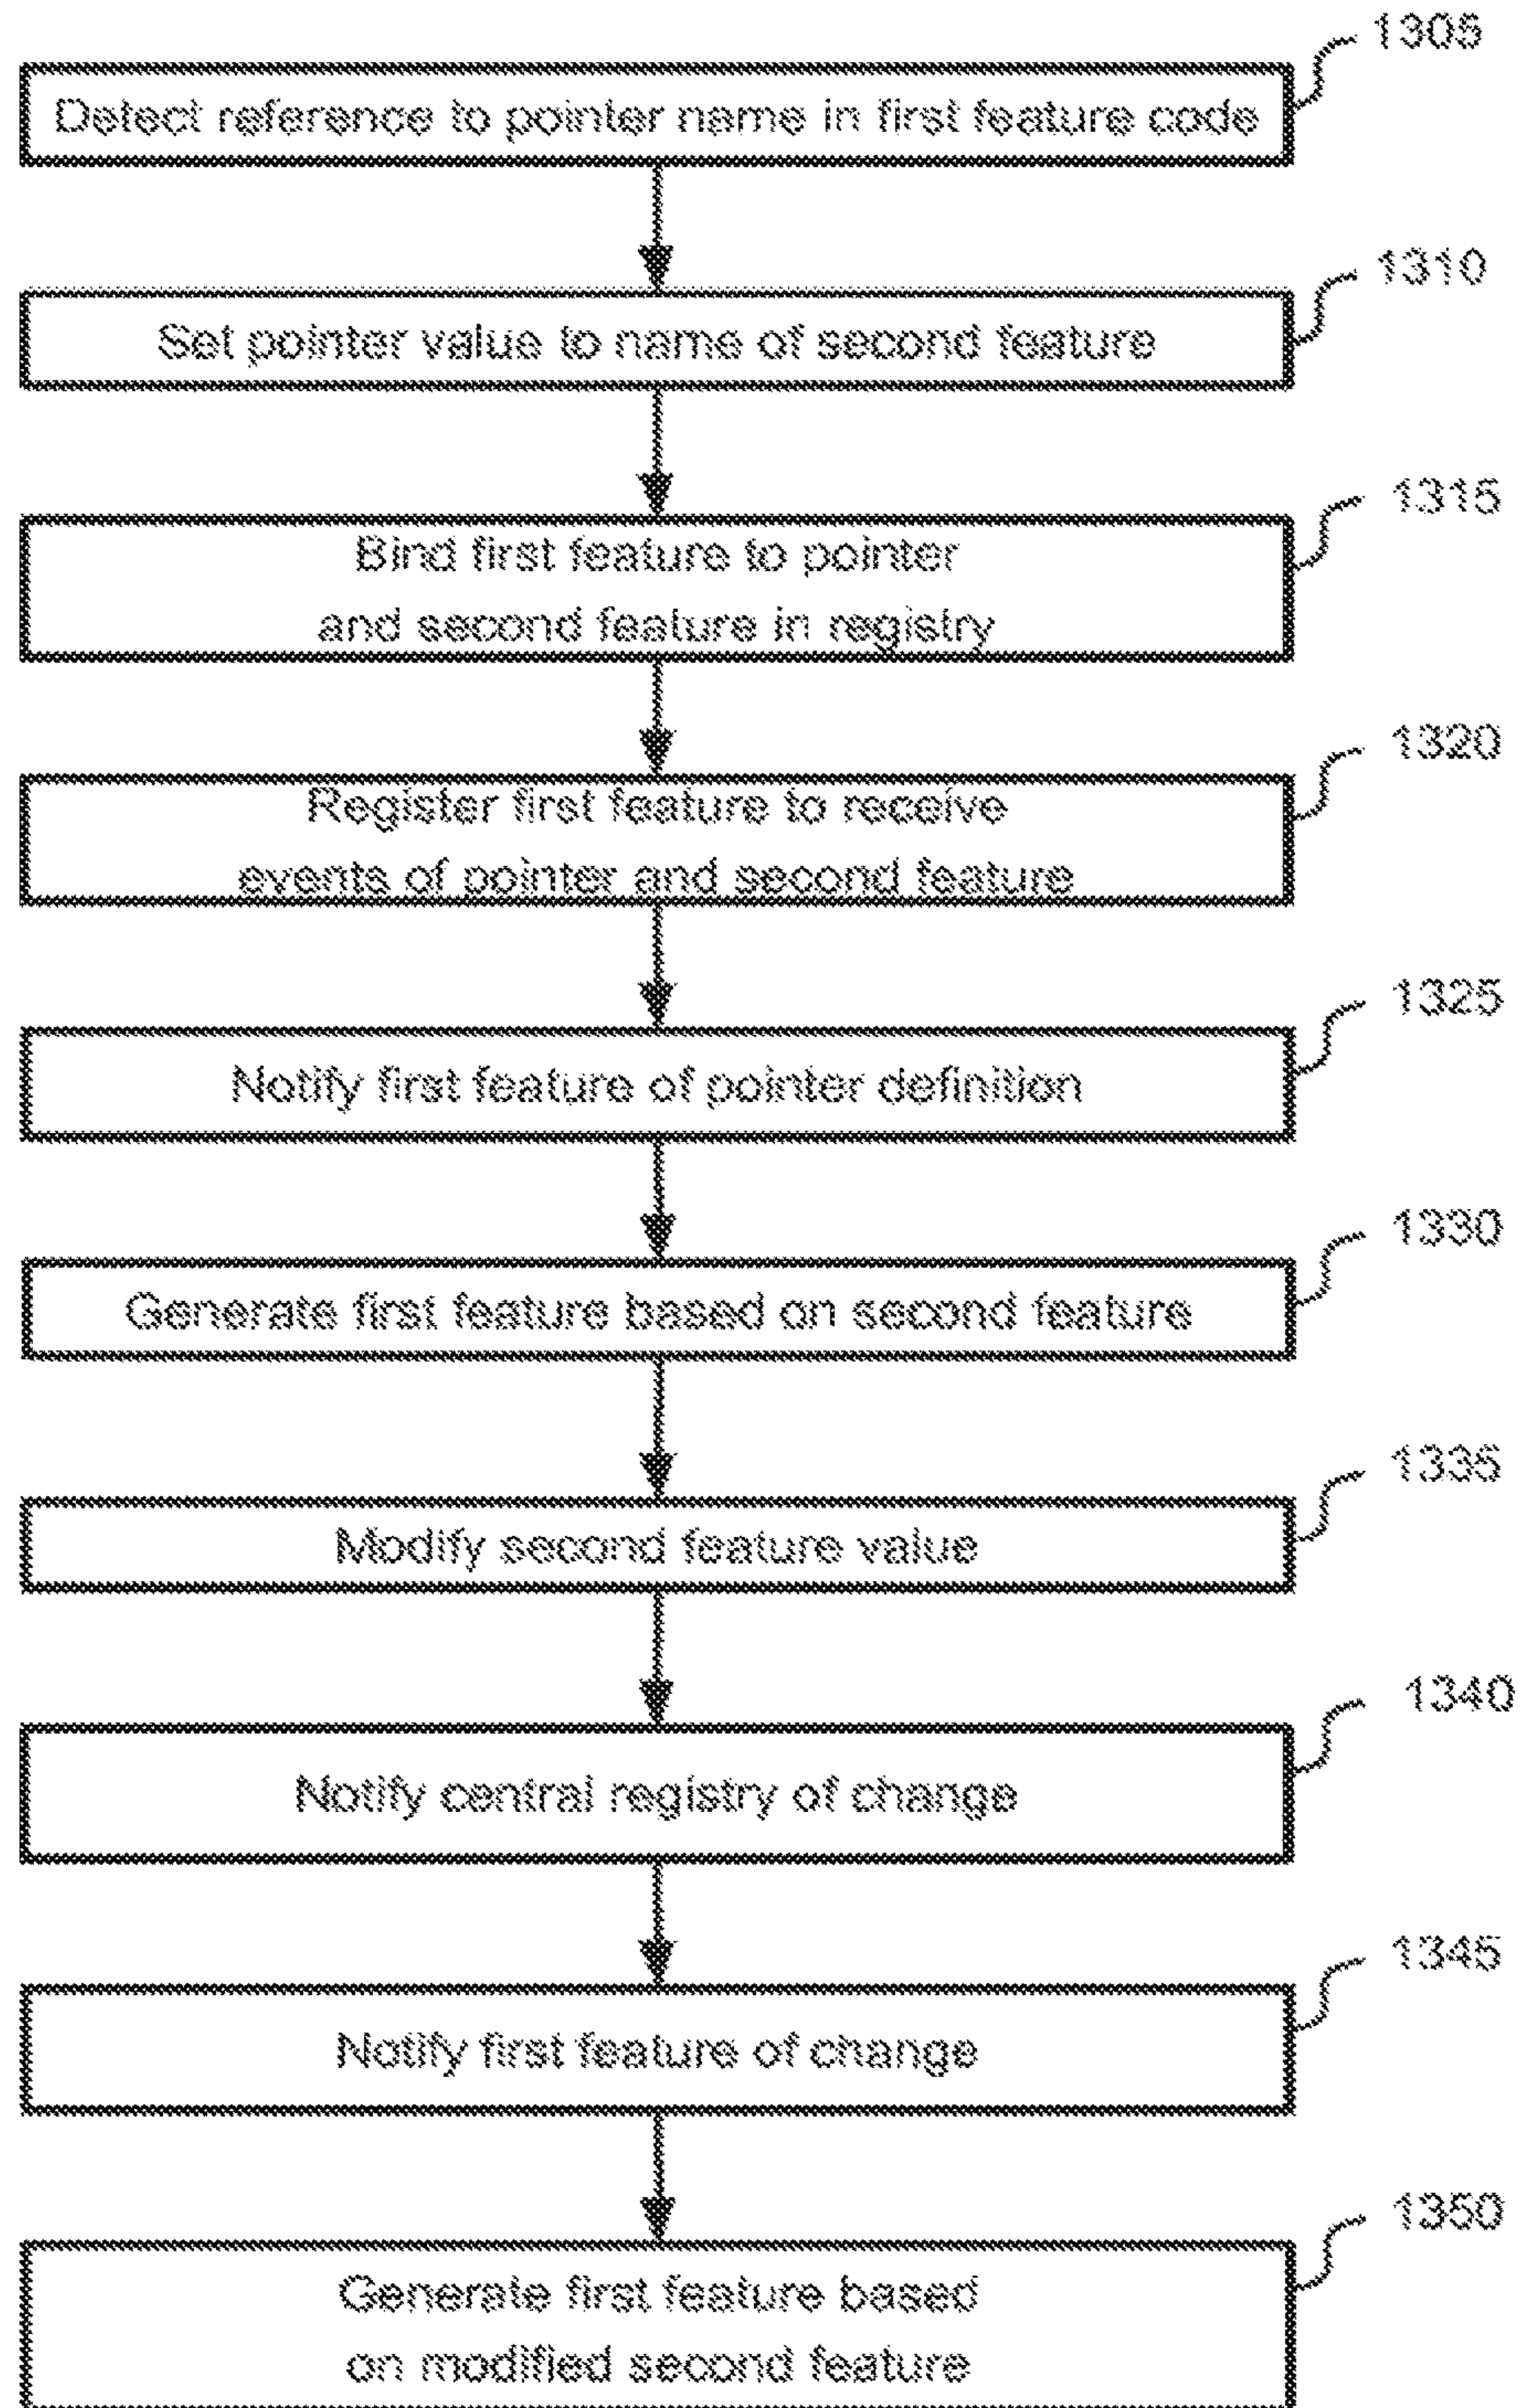 1305
Detect reference to pointer name in first feature code
1310
Set pointer value to name of second feature
1315
Bind first feature to pointer
and second feature in registry
1320
Register first feature to receive
events of pointer and second feature
1325
Notify first feature of pointer definition
1330
Generate first feature based on second feature
1335
Modify second feature value
1340
Notify central registry of change
1345
Notify first feature of change
1350
Generate first feature based
on modified second feature